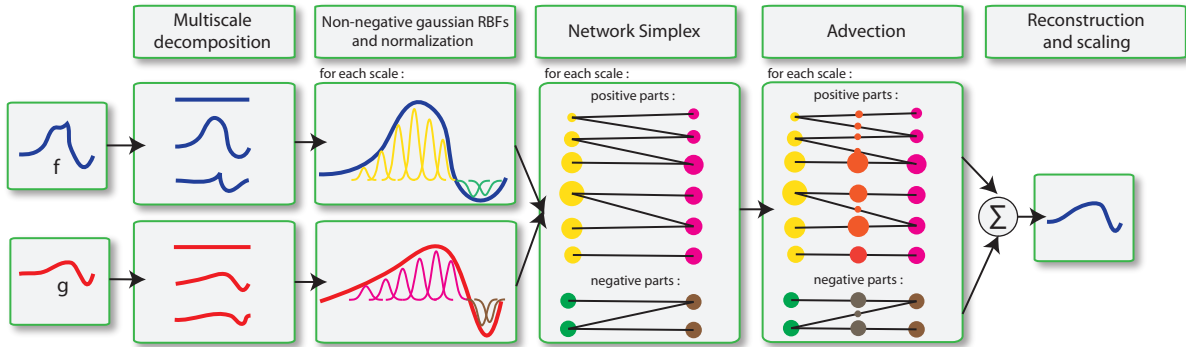 Multiscale
decomposition
Non-negative gaussian RBFs
and normalization
Network Simplex
Advection
Reconstruction
and scaling
for each scale :
for each scale :
for each scale :
positive parts :
positive parts :
f
g
Σ
negative parts :
negative parts :